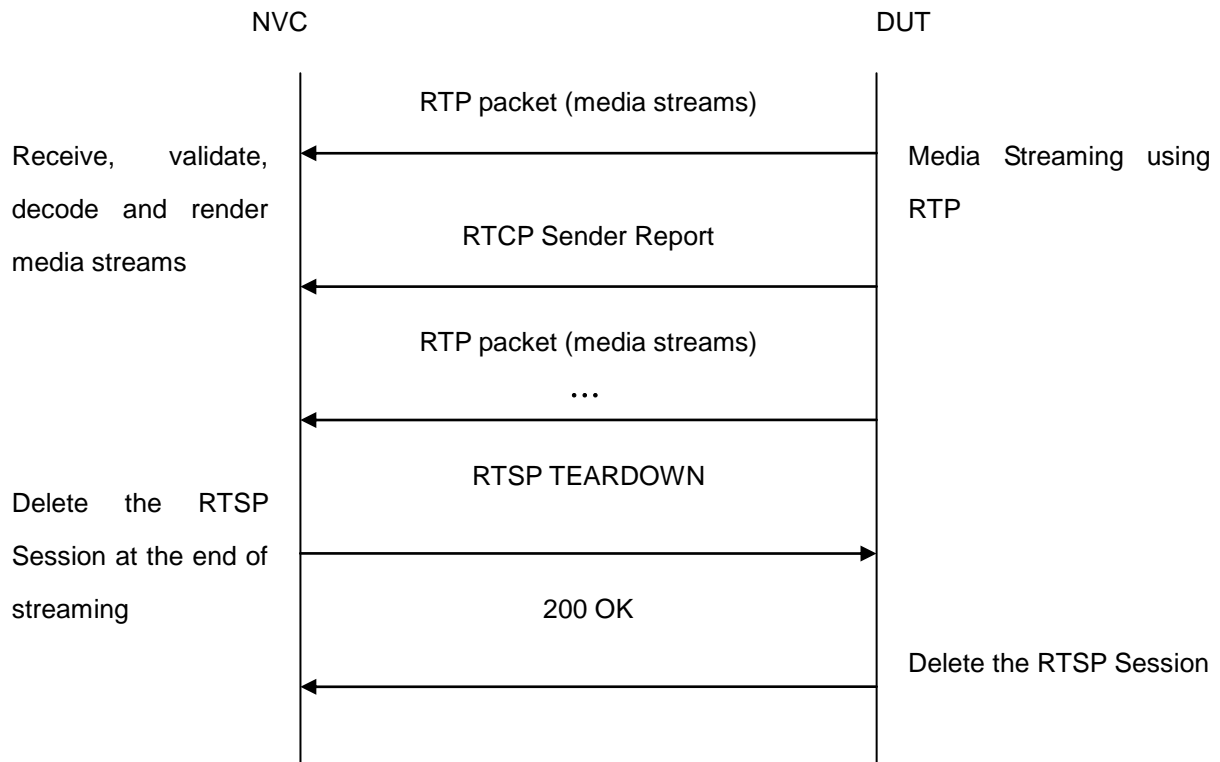 NVC
DUT
RTP packet (media streams)
Receive, validate,
decode and render
media streams
Media Streaming using
RTP
RTCP Sender Report
RTP packet (media streams)
…
RTSP TEARDOWN
Delete the RTSP
Session at the end of
streaming
200 OK
Delete the RTSP Session